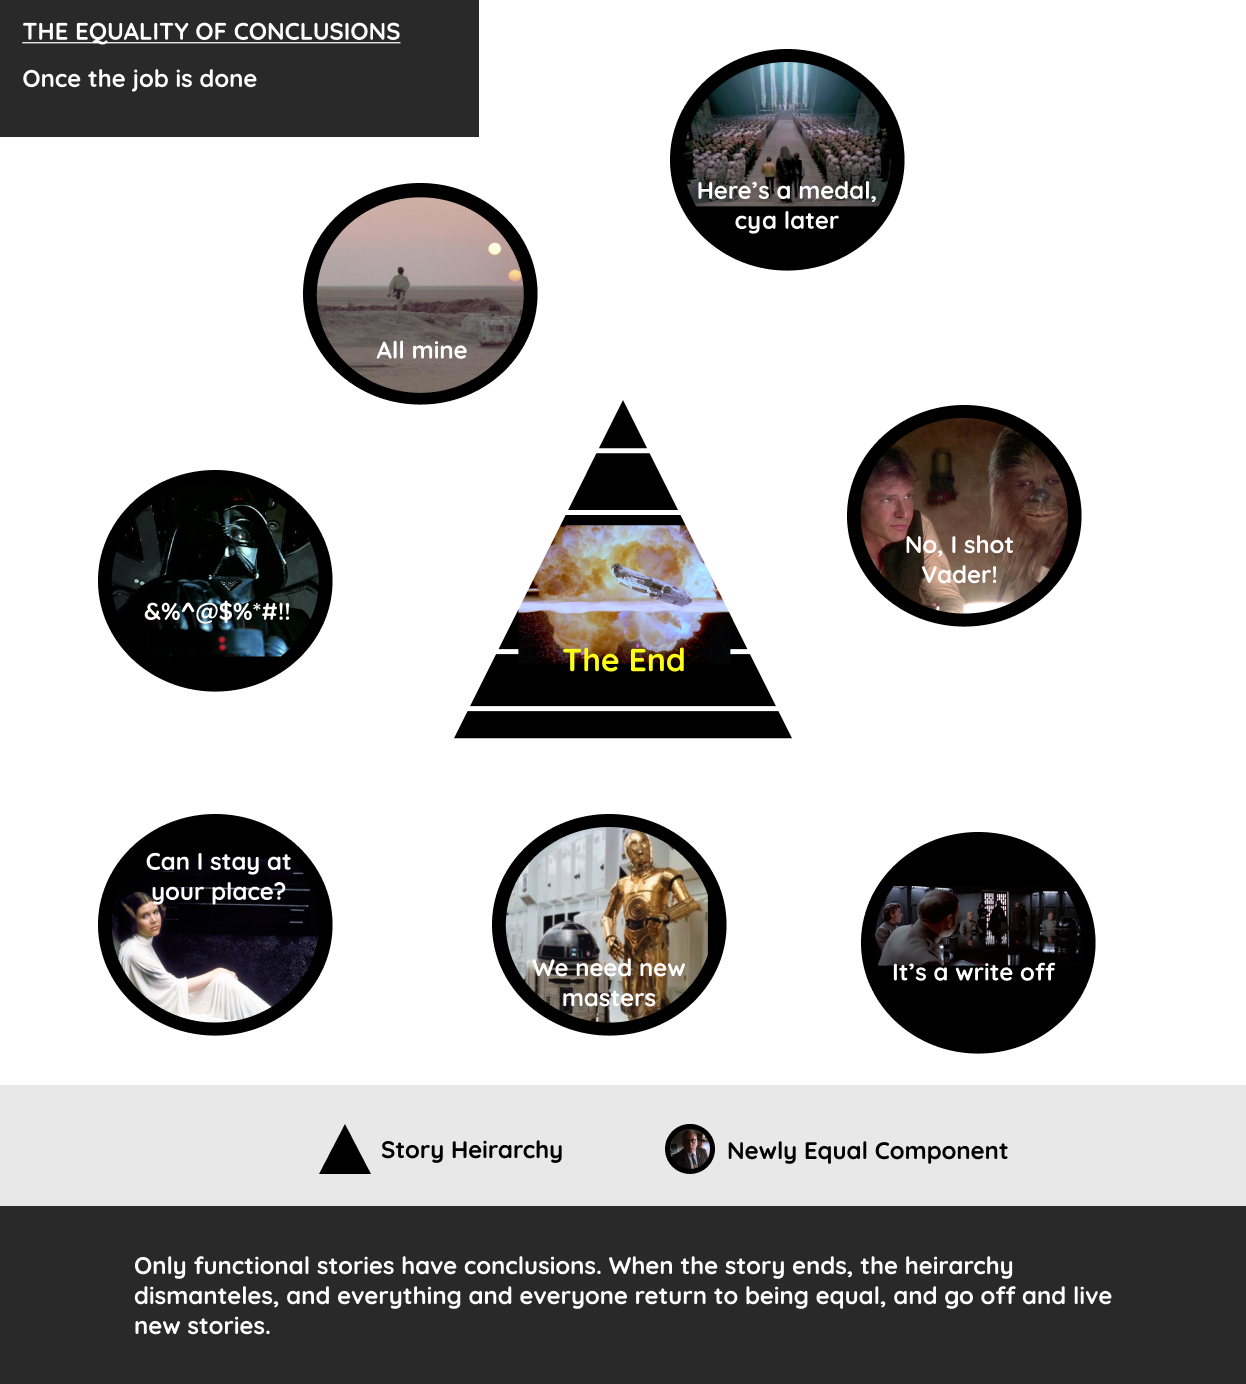 THE EQUALITY OF CONCLUSIONS
Once the job is done
Here's a medal,
cya later
All mine
No, I shot
Vader!
&%^@$%*#!!
The End
Can I stay at
your place?
We need new
masters
It's a write off
Story Heirarchy
Newly Equal Component
Only functional stories have conclusions. When the story ends, the heirarchy
dismanteles, and everything and everyone return to being equal, and go off and live
new stories.